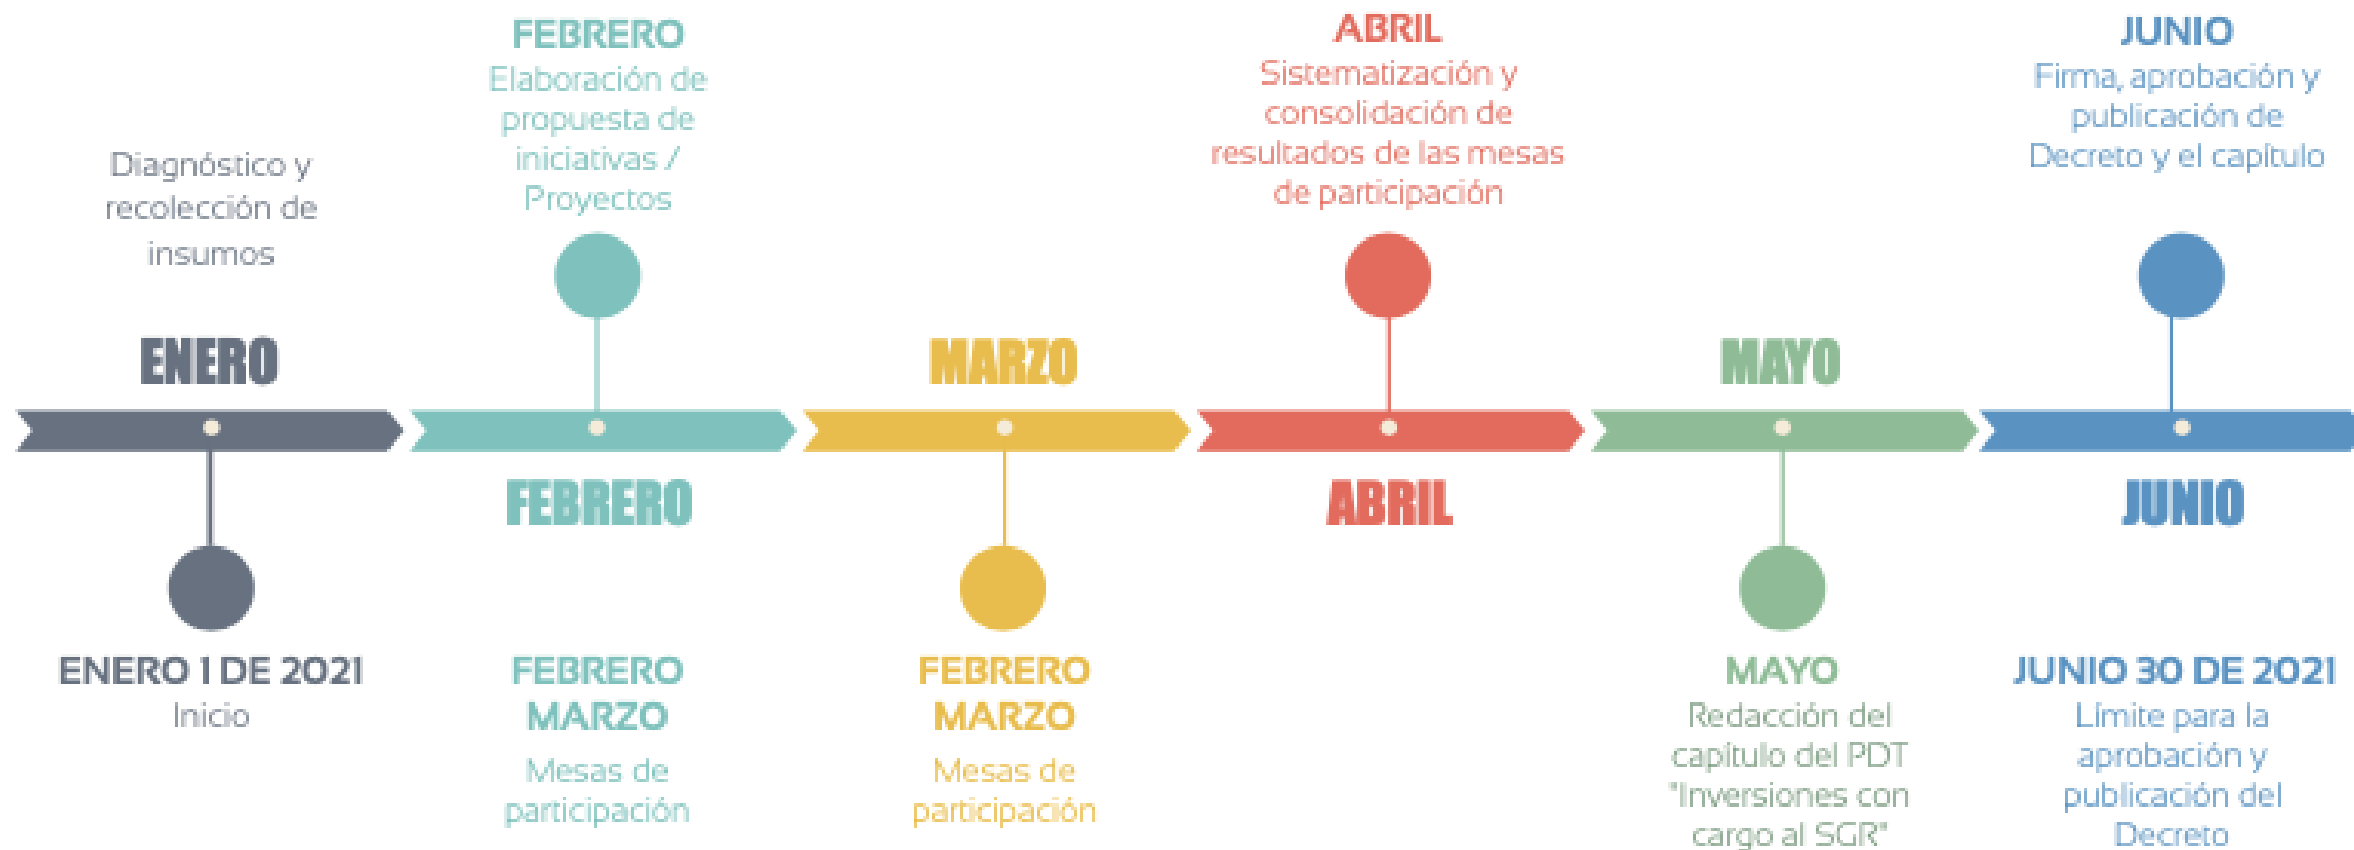 Diagnóstico y
recolección de
insumos
ENERO
ENERO 1 DE 2021
Inicio
FEBRERO
Elaboración de
propuesta de
iniciativas /
Proyectos
FEBRERO
FEBRERO
MARZO
Mesas de
participación
MARZO
FEBRERO
MARZO
Mesas de
participación
ABRIL
Sistematización y
consolidación de
resultados de las mesas
de participación
ABRIL
MAYO
MAYO
Redacción del
capítulo del PDT
"Inversiones con
cargo al SGR"
JUNIO
Firma, aprobación y
publicación de
Decreto y el capítulo
JUNIO
JUNIO 30 DE 2021
Límite para la
aprobación y
publicación del
Decreto